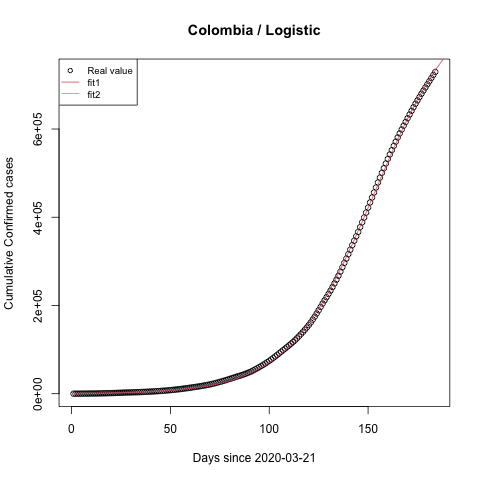 Colombia / Logistic
Real value
fit1
fit2
Cumulative Confirmed cases
6e+05
4e+05
2e+05
0e+00
0
50
100
150
Days since 2020-03-21